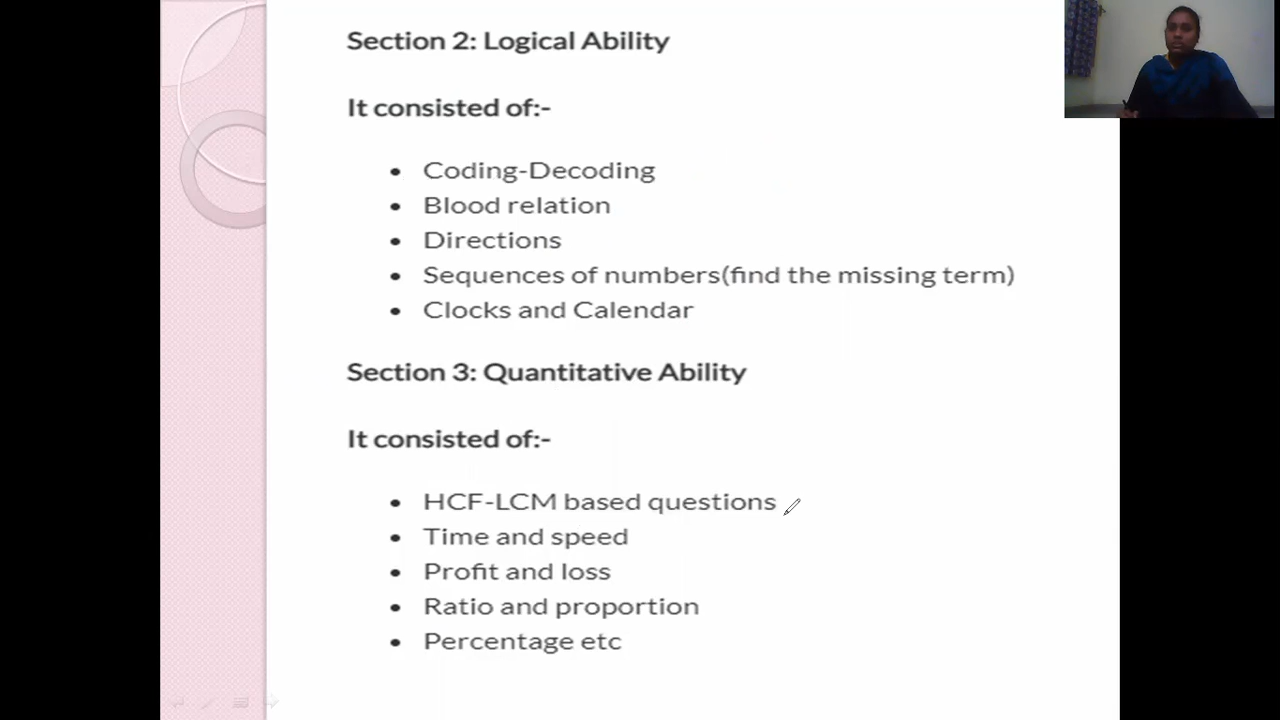 Section 2: Logical Ability
It consisted of:-
Coding-Decoding
Blood relation
Directions
Sequences of numbers(find the missing term)
Clocks and Calendar
Section 3: Quantitative Ability
It consisted of:-
HCF-LCM based questions
Time and speed
Profit and loss
Ratio and proportion
Percentage etc